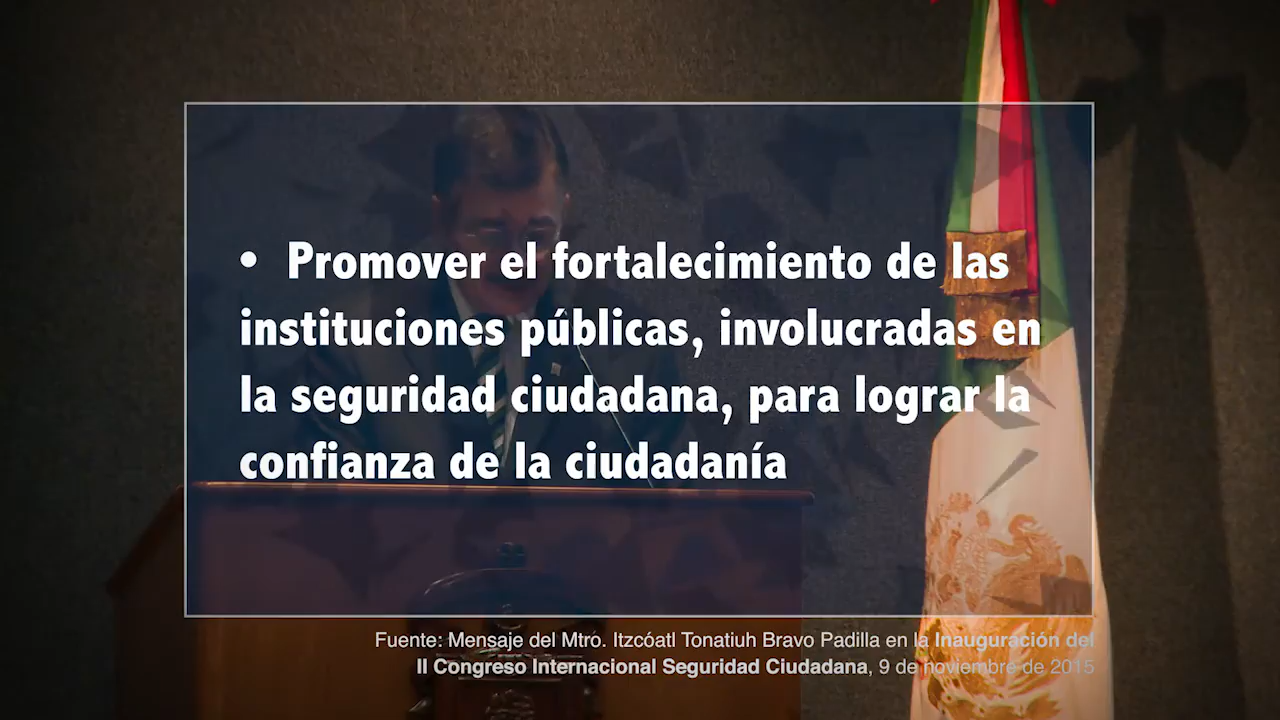 • Promover el fortalecimiento de las
instituciones públicas, involucradas en
la seguridad ciudadana, para lograr la
confianza de la ciudadanía
Fuente: Mensaje del Mtro. Itzcóatl Tonatiuh Bravo Padilla en la Inauguración del
II Congreso Internacional Seguridad Ciudadana, 9 de noviembre de 2015